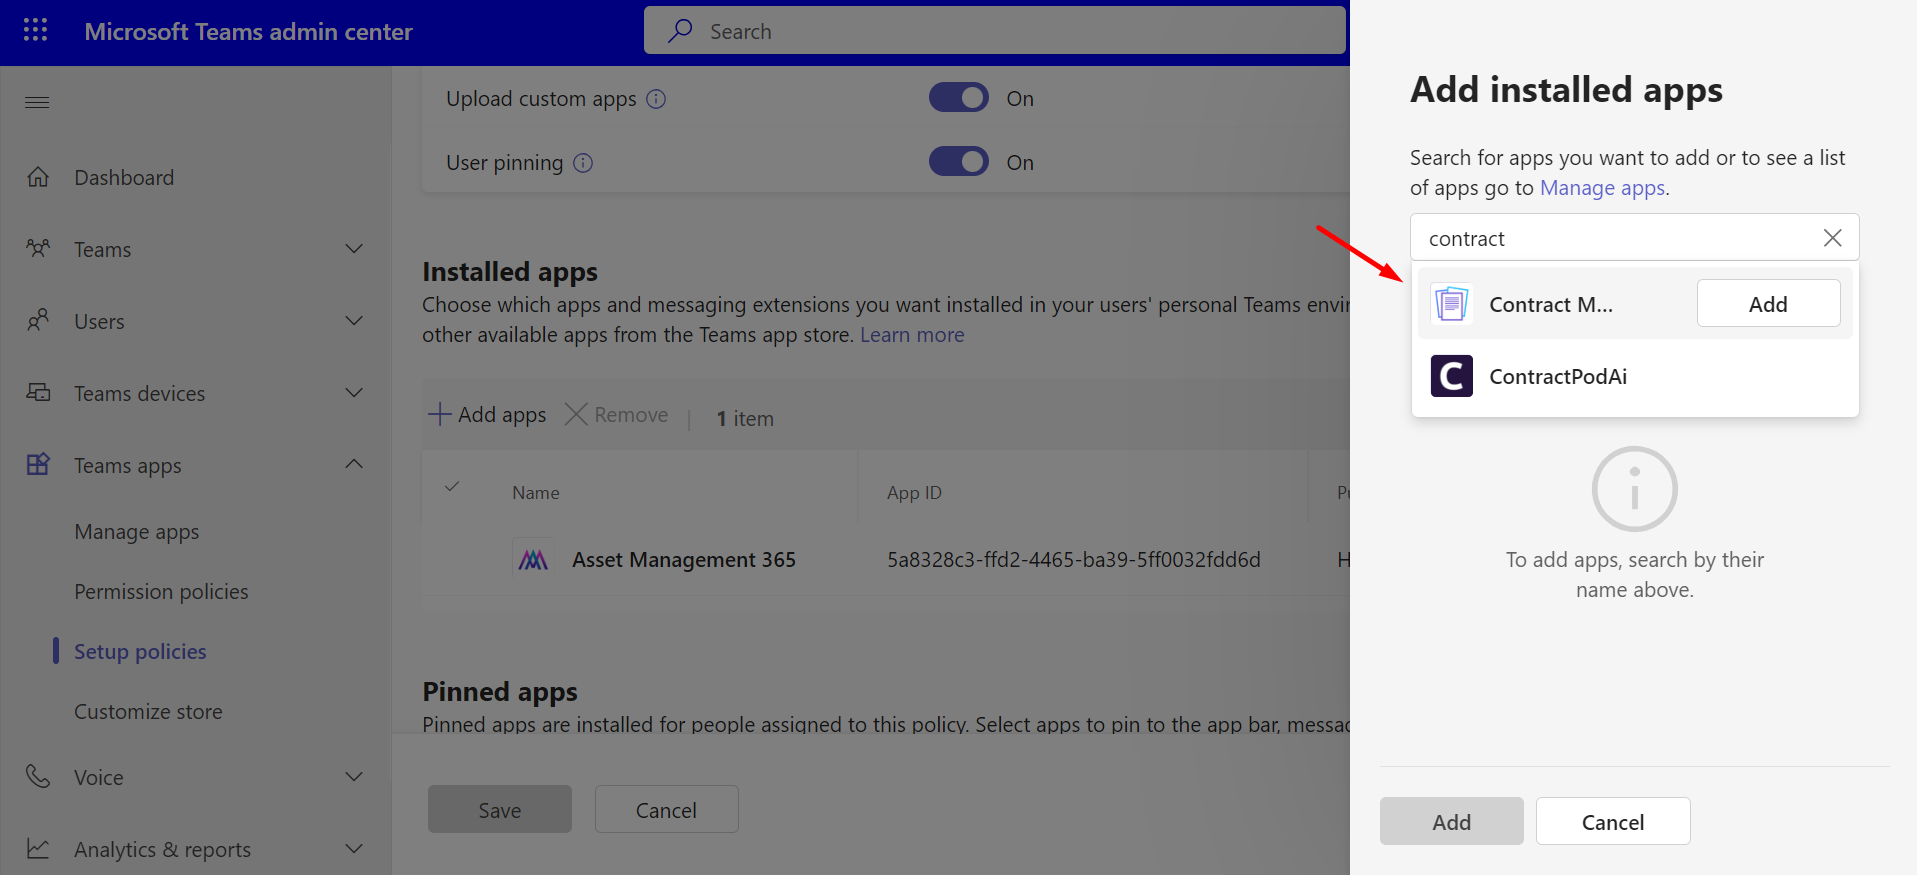 Microsoft Teams admin center
Search
Dashboard
Teams
Users
Teams devices
Teams apps
Manage apps
Permission policies
Setup policies
Customize store
Voice
Analytics & reports
Upload custom apps
On
User pinning
On
Installed apps
Choose which apps and messaging extensions you want installed in your users' personal Teams envir
other available apps from the Teams app store. Learn more
Add apps
Remove
1 item
Name
App ID
Asset Management 365
5a8328c3-ffd2-4465-ba39-5ff0032fdd6d
H
Pinned apps
Pinned apps are installed for people assigned to this policy. Select apps to pin to the app bar, messac
Save
Cancel
Add installed apps
Search for apps you want to add or to see a list
of apps go to Manage apps.
contract
Contract M...
Add
C
ContractPodAi
To add apps, search by their
name above.
Add
Cancel